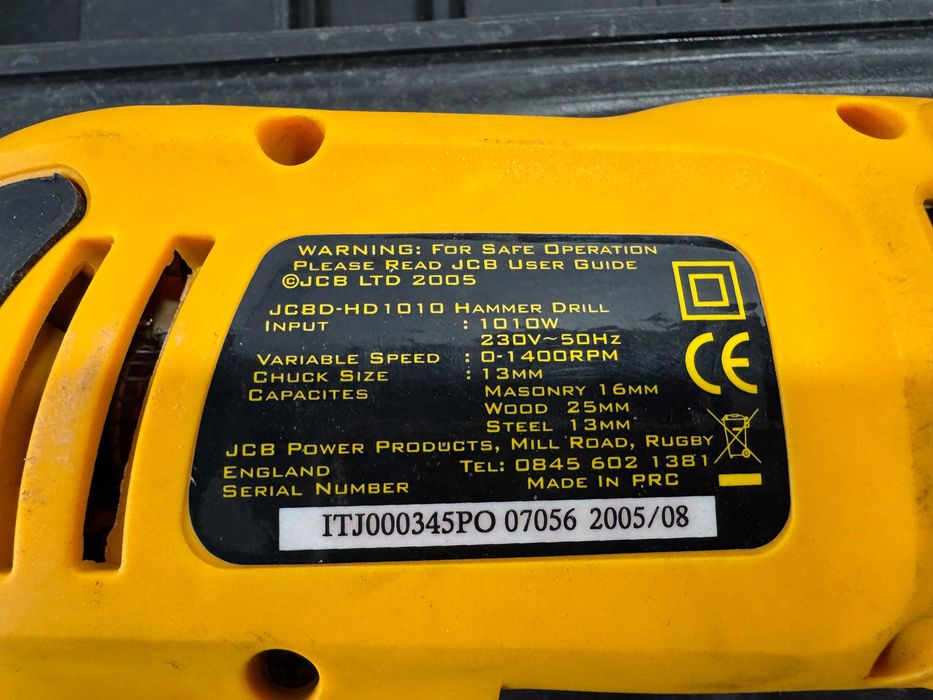 WARNING: FOR SAFE OPERATION
PLEASE READ JCB USER GUIDE
©JCB LTD 2005
JC8D-HD1010 HAMMER DRILL
INPUT : 1010W
230V~50HZ
VARIABLE SPEED : 0-1400RPM
CHUCK SIZE : 13MM
CAPACITES MASONRY 16MM
WOOD 25MM
STEEL 13MM
JCB POWER PRODUCTS, MILL ROAD, RUGBY
ENGLAND TEL: 0845 602 1381
SERIAL NUMBER MADE IN PRC
CE
ITJ000345PO 07056 2005/08